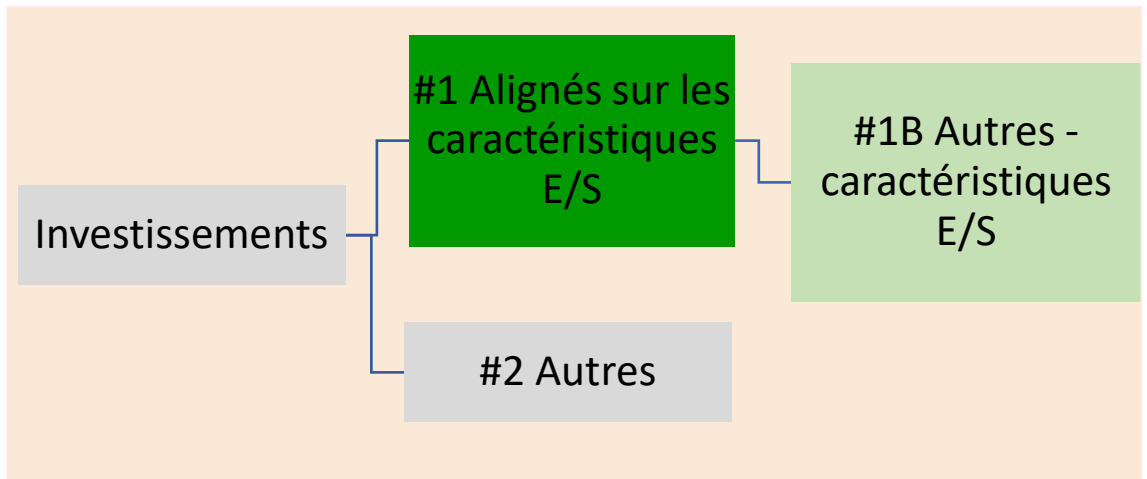 Investissements
#1 Alignés sur les
caractéristiques
E/S
#1B Autres -
caractéristiques
E/S
#2 Autres